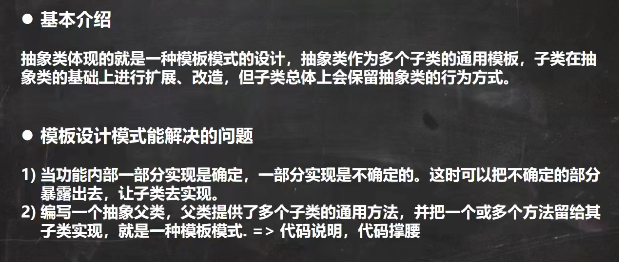 ● 基本介绍
抽象类体现的就是一种模板模式的设计，抽象类作为多个子类的通用模板，子类在抽
象类的基础上进行扩展、改造，但子类总体上会保留抽象类的行为方式。
● 模板设计模式能解决的问题
1) 当功能内部一部分实现是确定，一部分实现是不确定的。这时可以把不确定的部分
暴露出去，让子类去实现。
2) 编写一个抽象父类，父类提供了多个子类的通用方法，并把一个或多个方法留给其
子类实现，就是一种模板模式. => 代码说明，代码撑腰